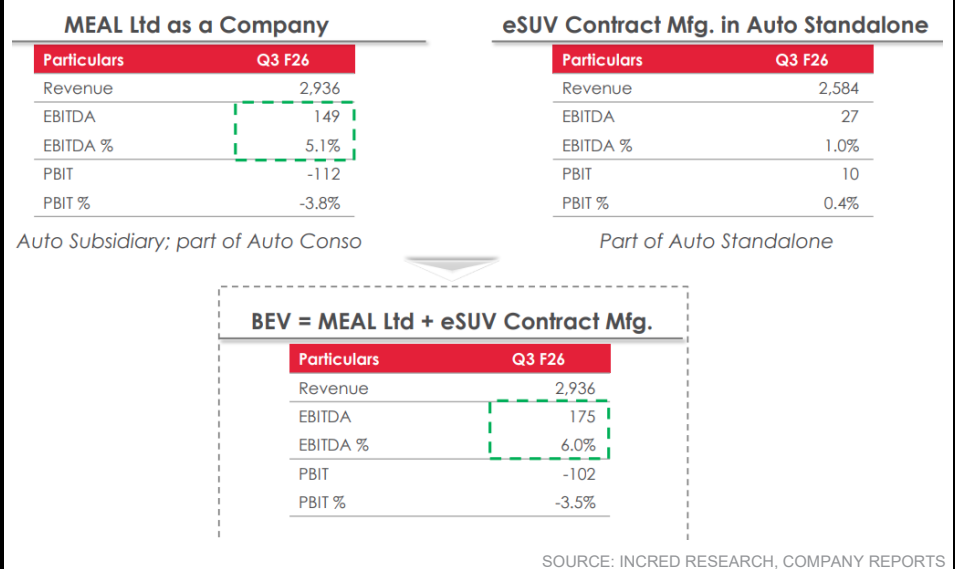 MEAL Ltd as a Company
Particulars Q3 F26
Revenue 2,936
EBITDA 149
EBITDA % 5.1%
PBIT -112
PBIT % -3.8%
Auto Subsidiary; part of Auto Conso
eSUV Contract Mfg. in Auto Standalone
Particulars Q3 F26
Revenue 2,584
EBITDA 27
EBITDA % 1.0%
PBIT 10
PBIT % 0.4%
Part of Auto Standalone
BEV = MEAL Ltd + eSUV Contract Mfg.
Particulars Q3 F26
Revenue 2,936
EBITDA 175
EBITDA % 6.0%
PBIT -102
PBIT % -3.5%
SOURCE: INCRED RESEARCH, COMPANY REPORTS